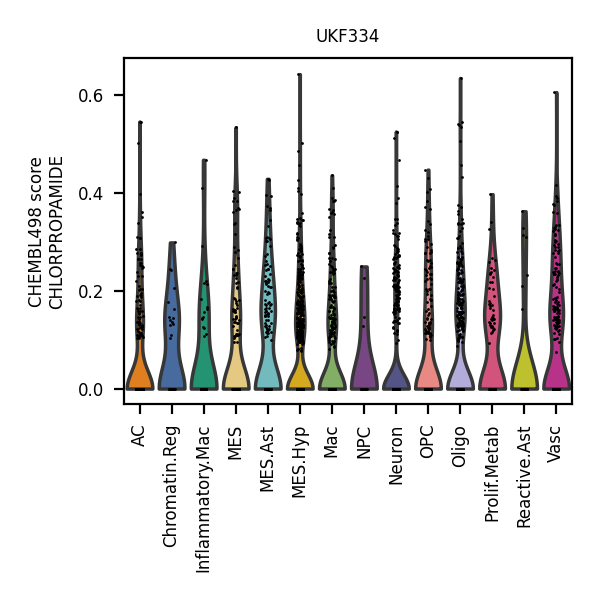 UKF334
CHEMBL498 score
CHLORPROPAMIDE
0.6
0.4
0.2
0.0
AC
Chromatin.Reg
Inflammatory.Mac
MES
MES.Ast
MES.Hyp
Mac
NPC
Neuron
OPC
Oligo
Prolif.Metab
Reactive.Ast
Vasc